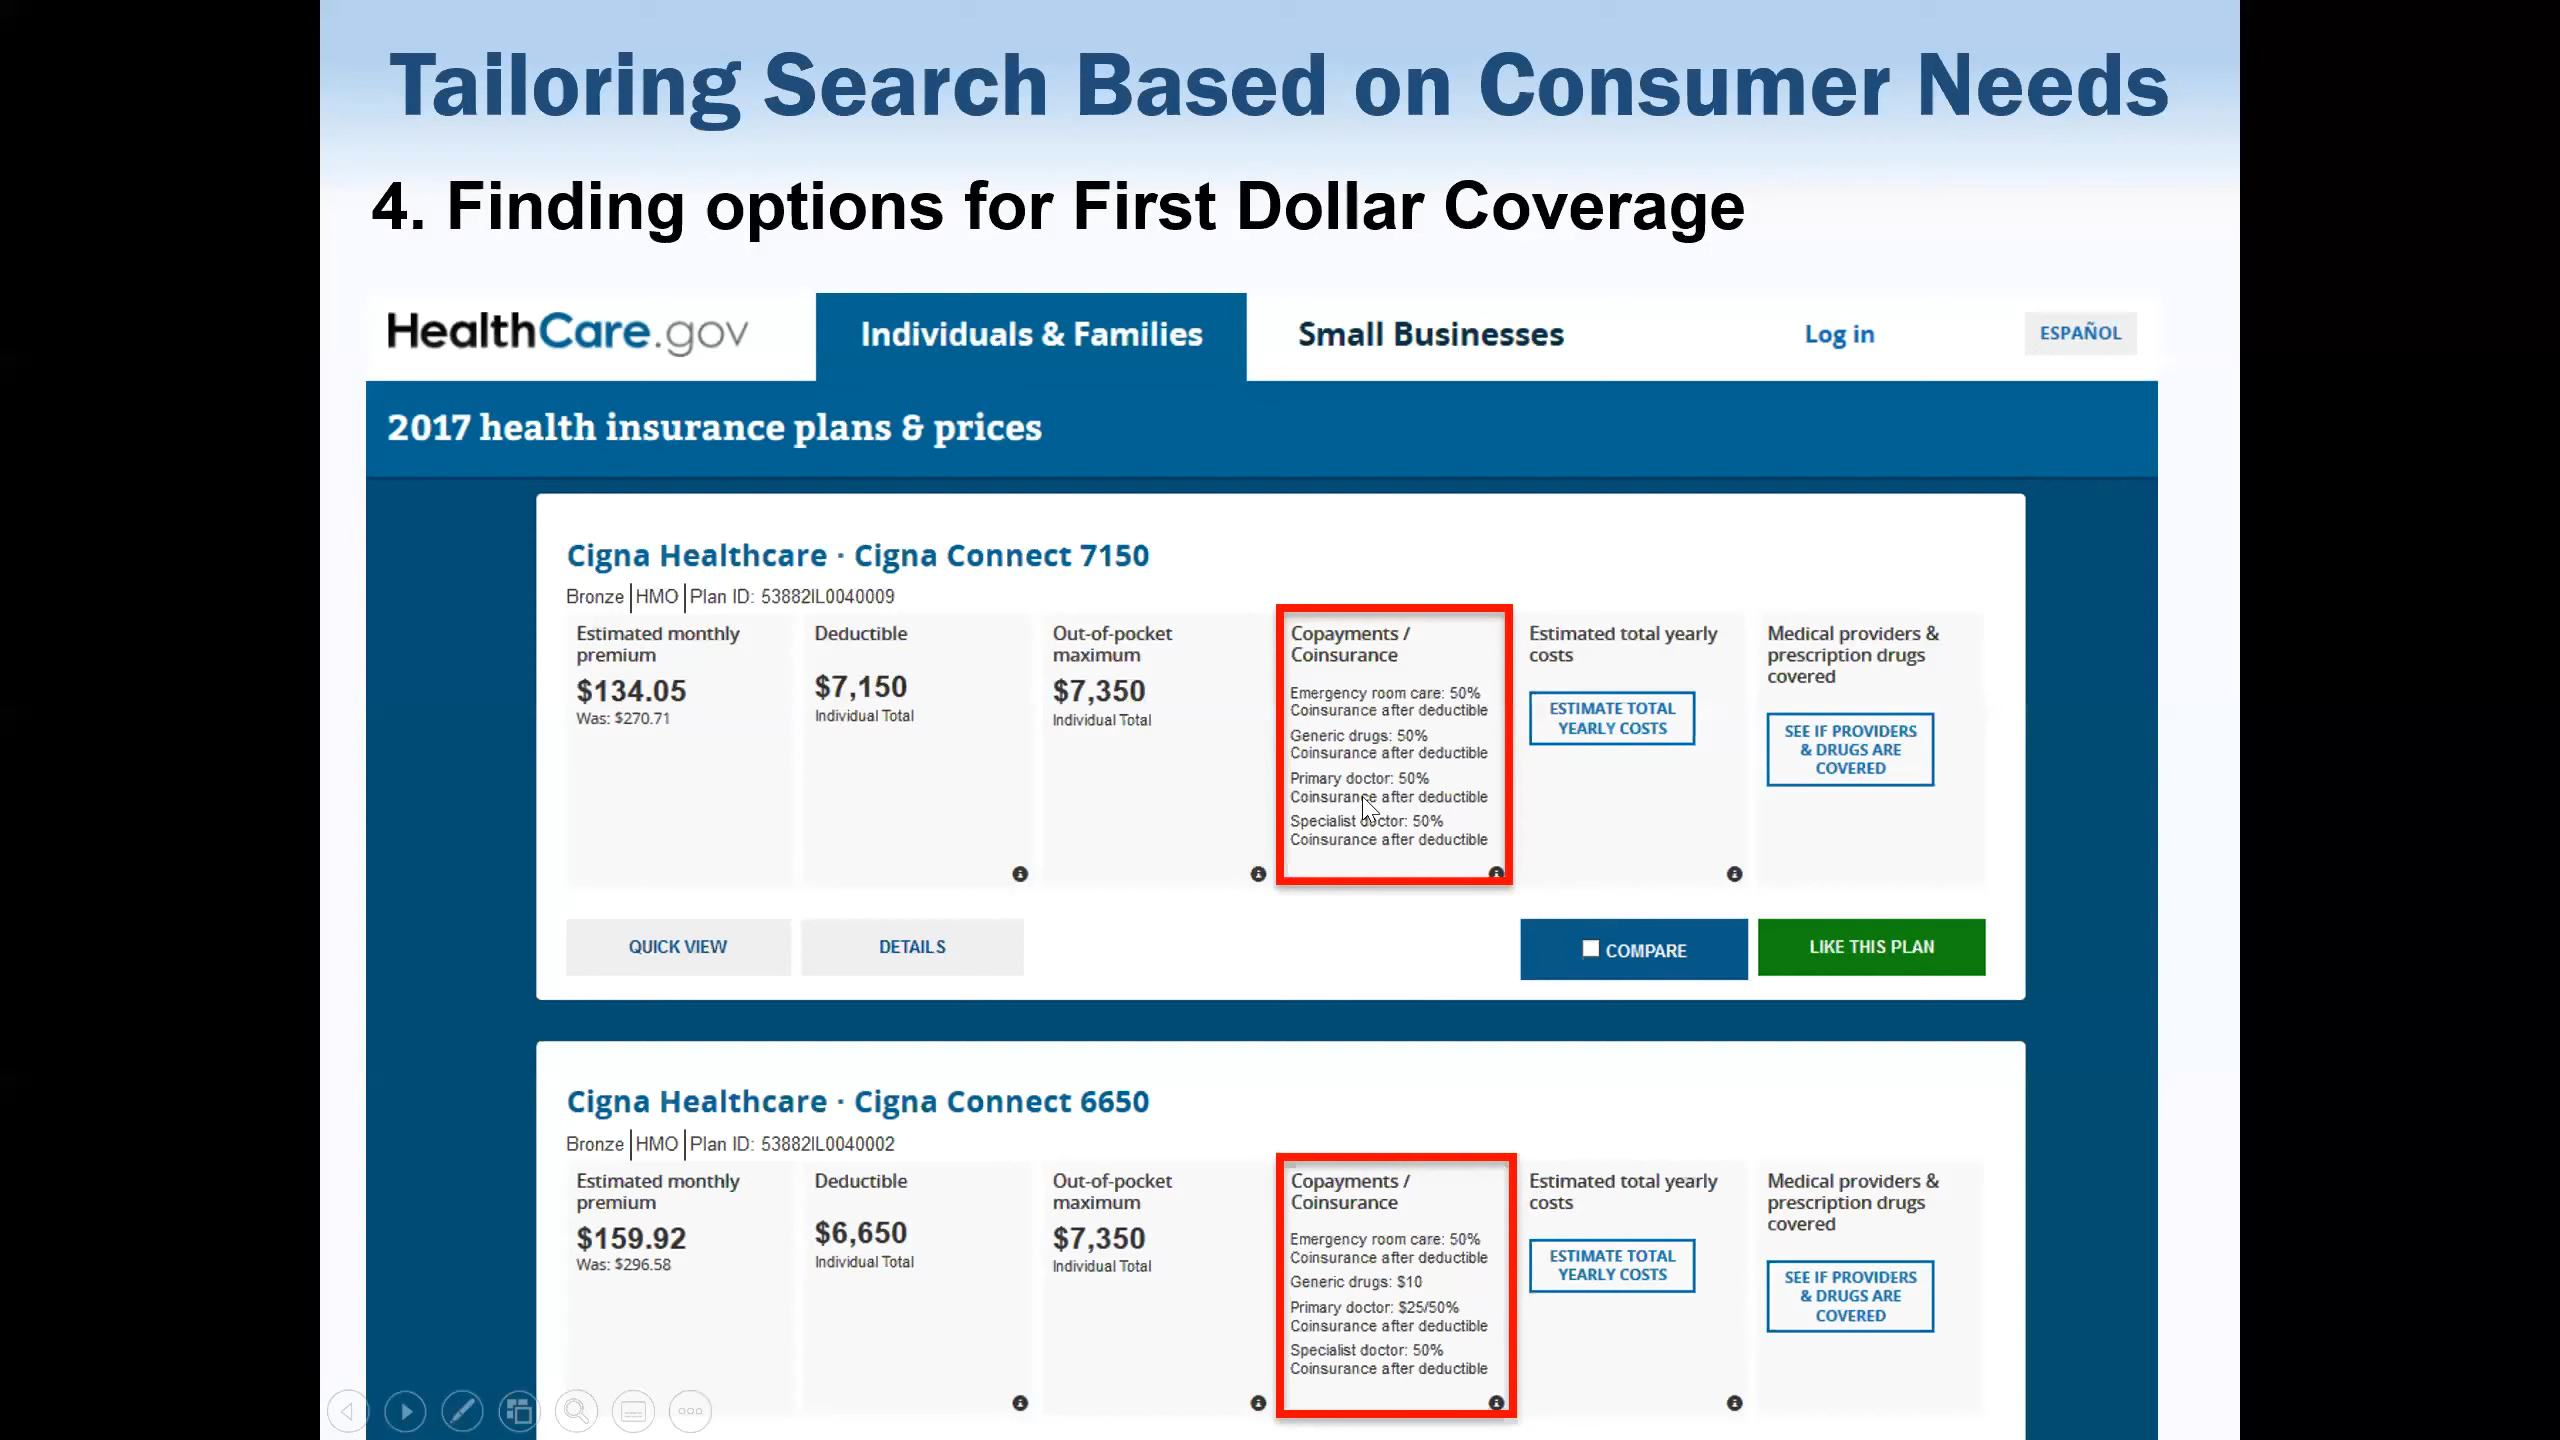 Tailoring Search Based on Consumer Needs
4. Finding options for First Dollar Coverage
HealthCare.gov
Individuals & Families
Small Businesses
Log in
ESPAÑOL
2017 health insurance plans & prices
Cigna Healthcare · Cigna Connect 7150
Bronze | HMO | Plan ID: 53882IL0040009
Estimated monthly
premium
$134.05
Was: $270.71
Deductible
$7,150
Individual Total
Out-of-pocket
maximum
$7,350
Individual Total
Copayments /
Coinsurance
Emergency room care: 50%
Coinsurance after deductible
Generic drugs: 50%
Coinsurance after deductible
Primary doctor: 50%
Coinsurance after deductible
Specialist doctor: 50%
Coinsurance after deductible
Estimated total yearly
costs
ESTIMATE TOTAL
YEARLY COSTS
Medical providers &
prescription drugs
covered
SEE IF PROVIDERS
& DRUGS ARE
COVERED
QUICK VIEW
DETAILS
COMPARE
LIKE THIS PLAN
Cigna Healthcare · Cigna Connect 6650
Bronze | HMO | Plan ID: 53882IL0040002
Estimated monthly
premium
$159.92
Was: $296.58
Deductible
$6,650
Individual Total
Out-of-pocket
maximum
$7,350
Individual Total
Copayments /
Coinsurance
Emergency room care: 50%
Coinsurance after deductible
Generic drugs: $10
Primary doctor: $25/50%
Coinsurance after deductible
Specialist doctor: 50%
Coinsurance after deductible
Estimated total yearly
costs
ESTIMATE TOTAL
YEARLY COSTS
Medical providers &
prescription drugs
covered
SEE IF PROVIDERS
& DRUGS ARE
COVERED